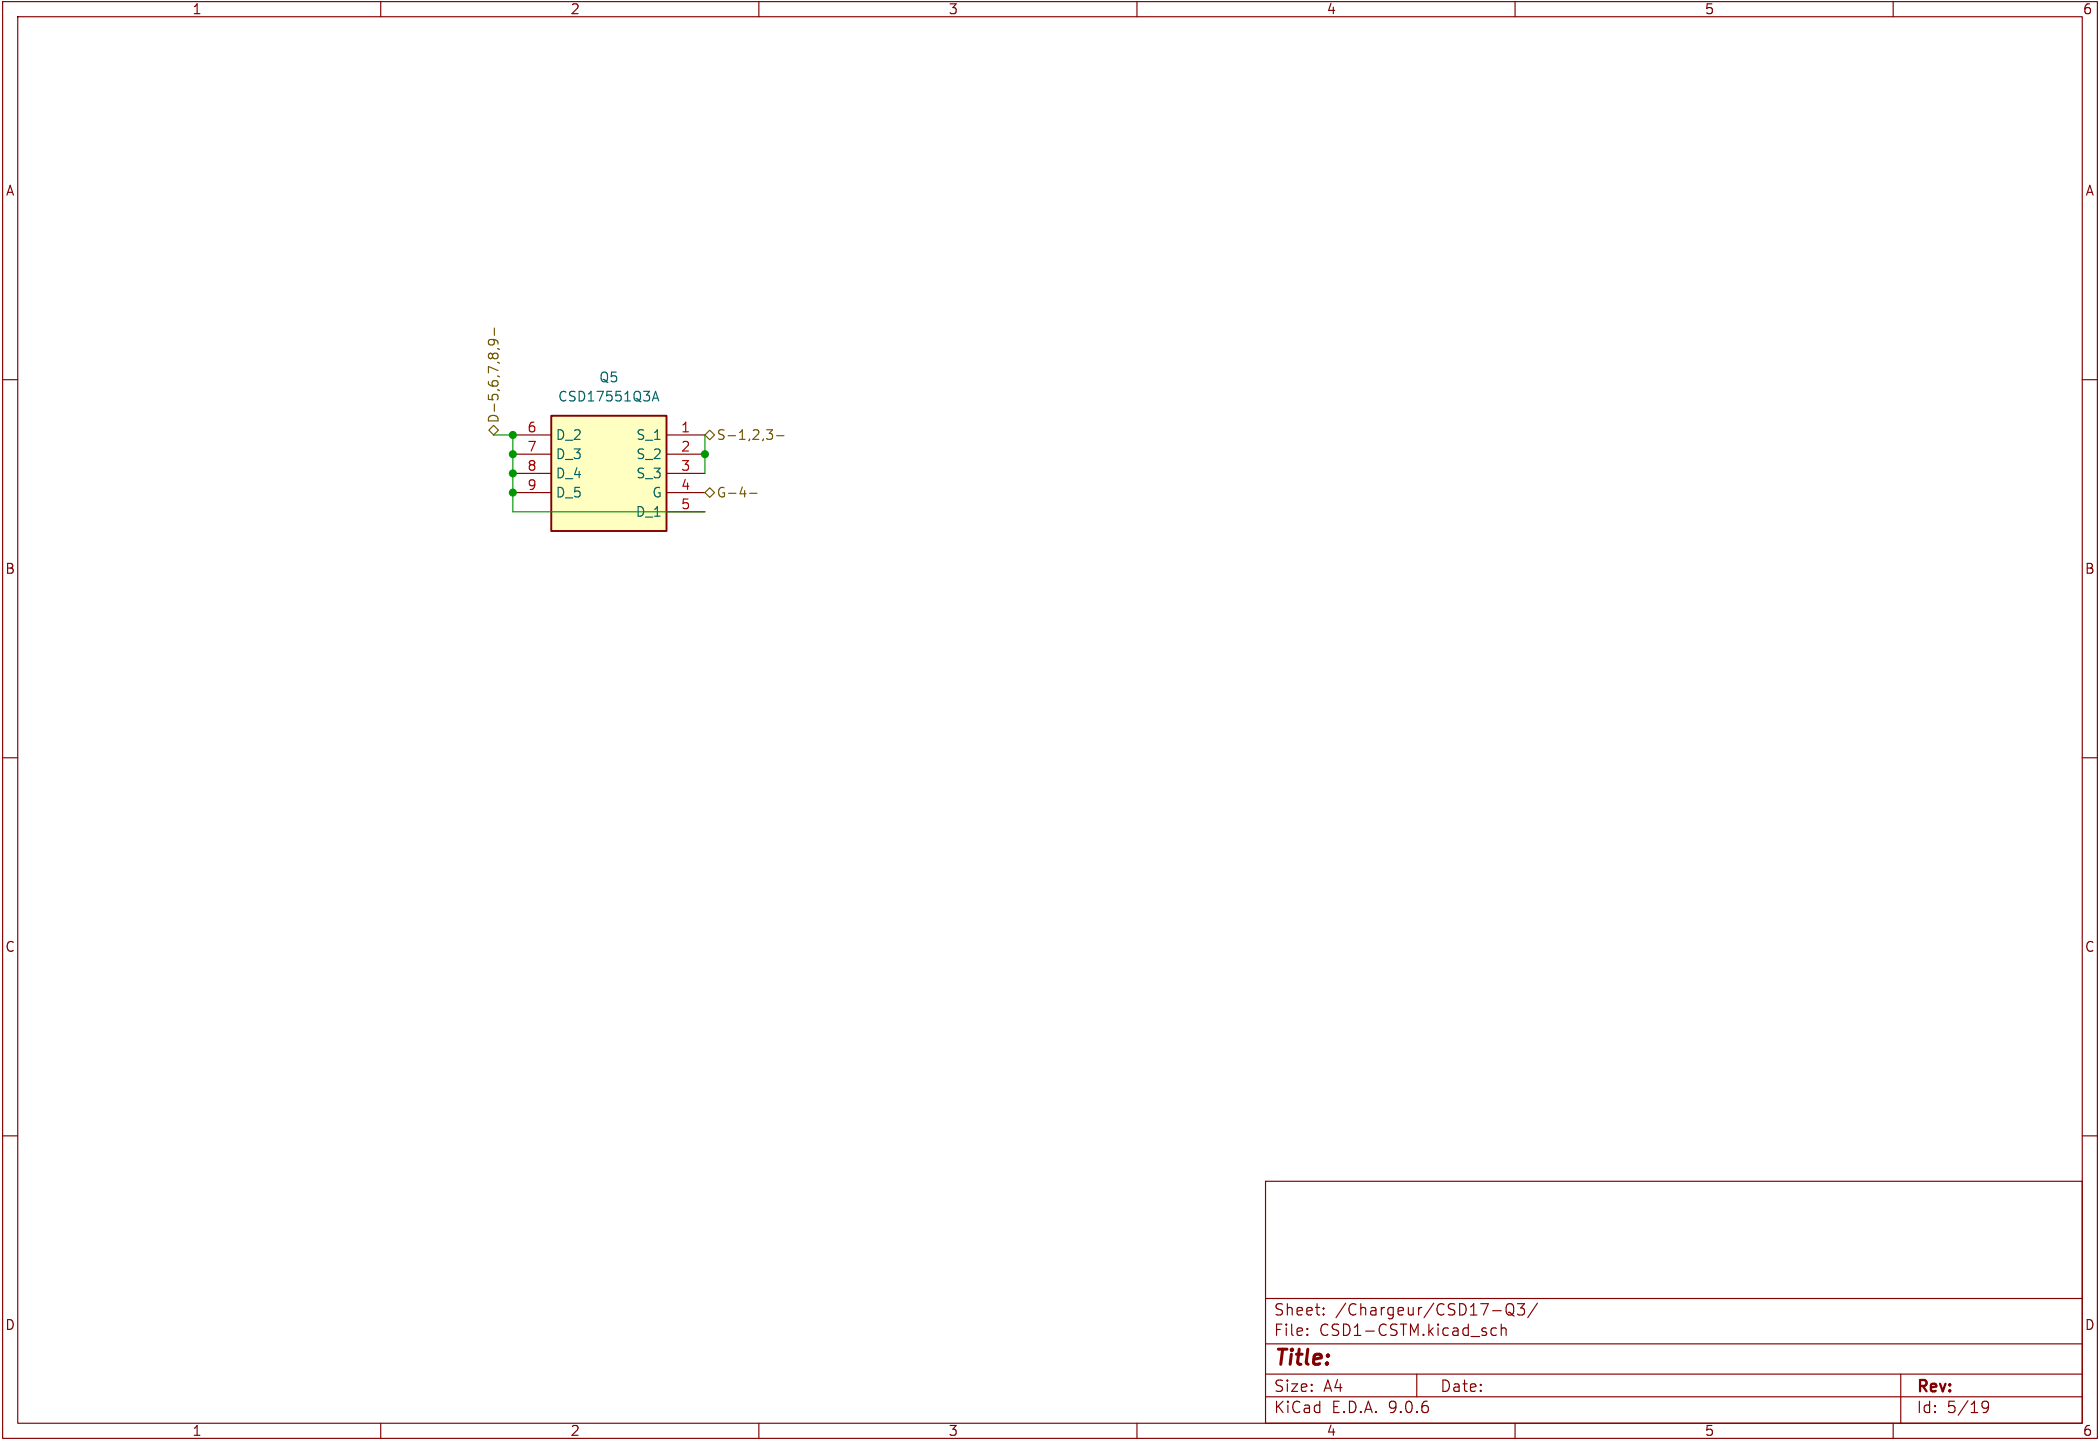 1 2 3 4 5 6
A A
D-5,6,7,8,9-
Q5
CSD17551Q3A
6 D_2 S_1 1 S-1,2,3-
7 D_3 S_2 2
8 D_4 S_3 3
9 D_5 G 4 G-4-
D_1 5
B B
C C
Sheet: /Chargeur/CSD17-Q3/
File: CSD1-CSTM.kicad_sch
D D
Title:
Size: A4 Date: Rev:
KiCad E.D.A. 9.0.6 Id: 5/19
1 2 3 4 5 6